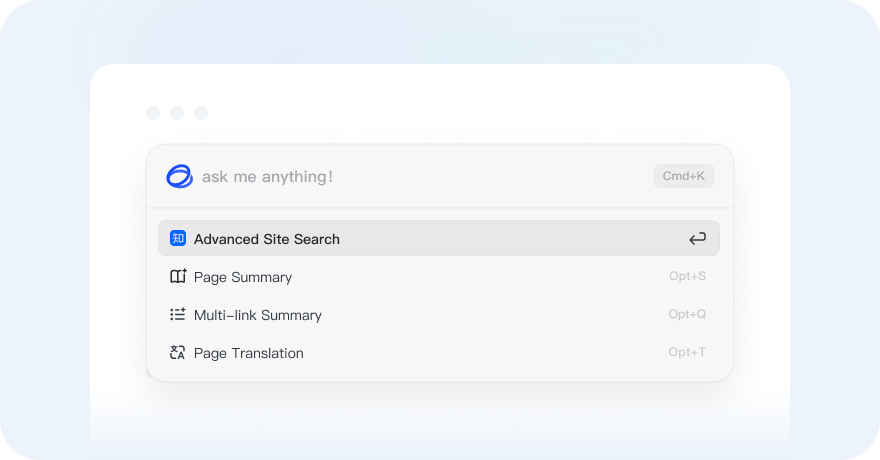 ask me anything!
Cmd+K
知 Advanced Site Search
Page Summary
Opt+S
Multi-link Summary
Opt+Q
Page Translation
Opt+T